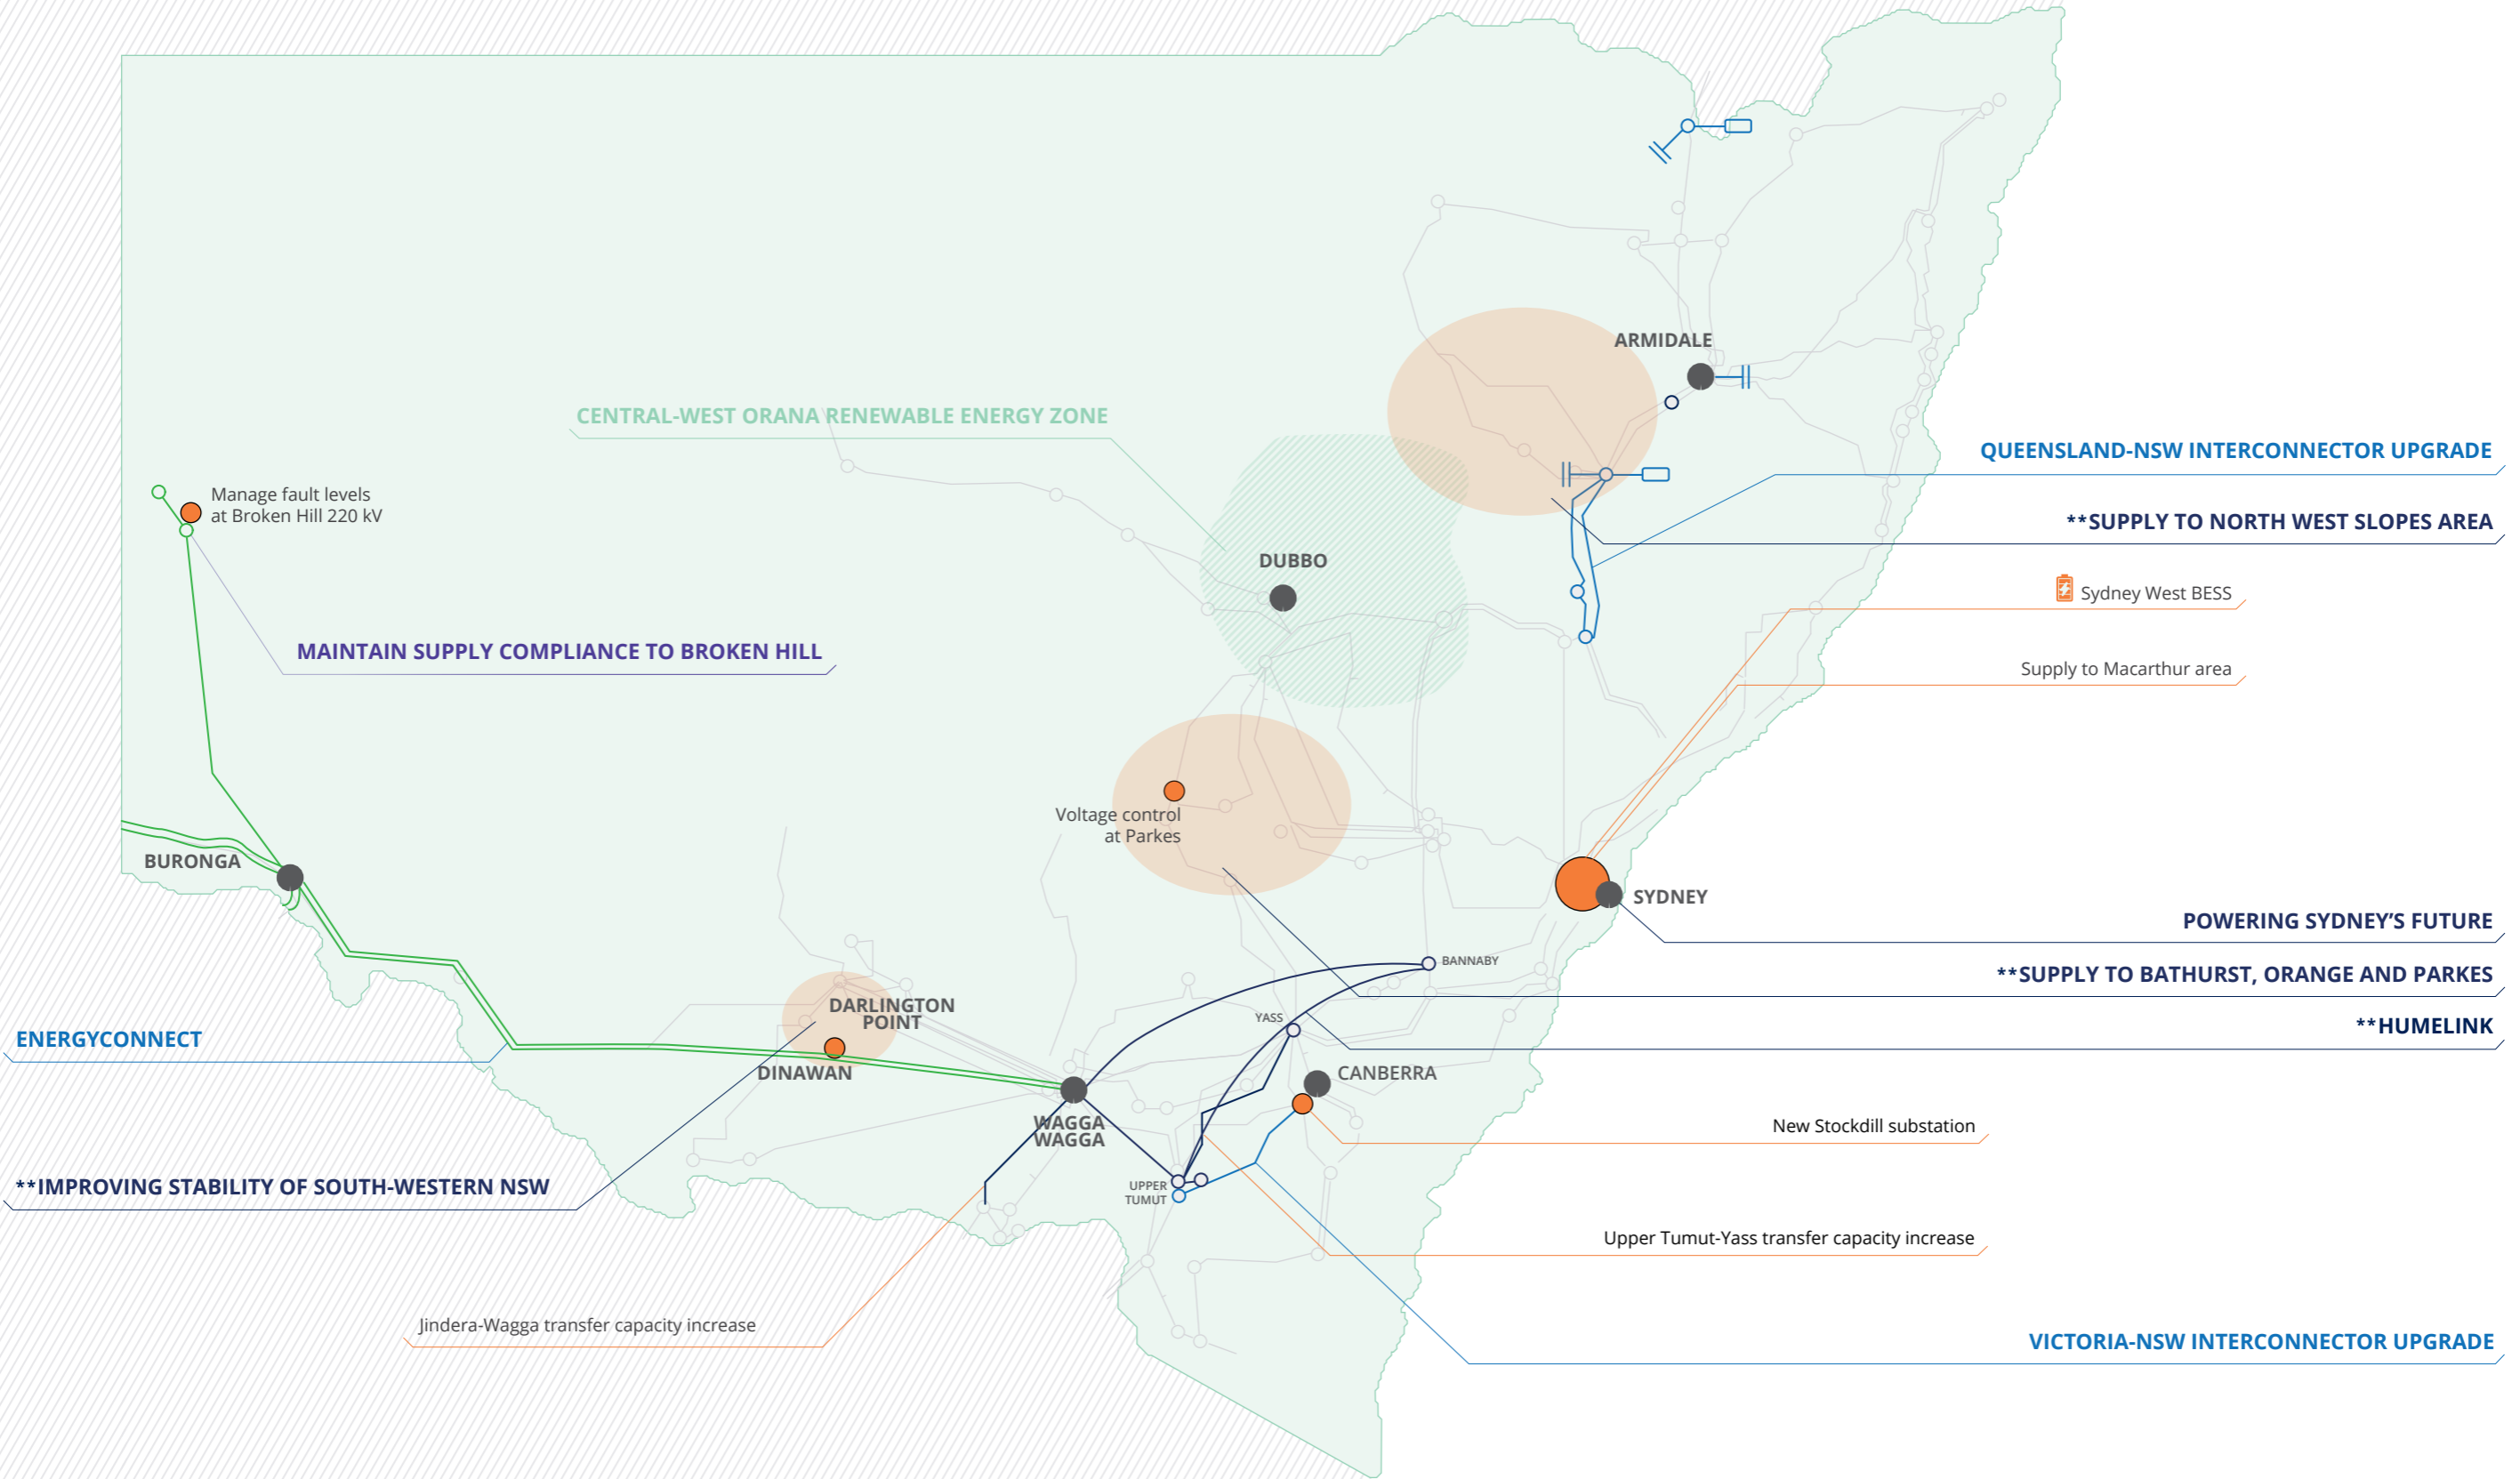 ARMIDALE
CENTRAL-WEST ORANA RENEWABLE ENERGY ZONE
QUEENSLAND-NSW INTERCONNECTOR UPGRADE
Manage fault levels
at Broken Hill 220 kV
**SUPPLY TO NORTH WEST SLOPES AREA
DUBBO
Sydney West BESS
MAINTAIN SUPPLY COMPLIANCE TO BROKEN HILL
Supply to Macarthur area
Voltage control
at Parkes
BURONGA
SYDNEY
POWERING SYDNEY’S FUTURE
BANNABY
**SUPPLY TO BATHURST, ORANGE AND PARKES
DARLINGTON
POINT
YASS
**HUMELINK
ENERGYCONNECT
DINAWAN
CANBERRA
WAGGA
WAGGA
New Stockdill substation
**IMPROVING STABILITY OF SOUTH-WESTERN NSW
UPPER
TUMUT
Upper Tumut-Yass transfer capacity increase
Jindera-Wagga transfer capacity increase
VICTORIA-NSW INTERCONNECTOR UPGRADE